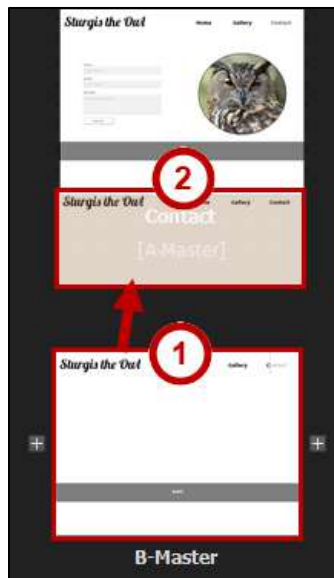 Sturgis the Owl Home Gallery Contact
2
Sturgis the Owl Gallery Contact
Contact
[A-Master]
1
Sturgis the Owl Gallery
B-Master